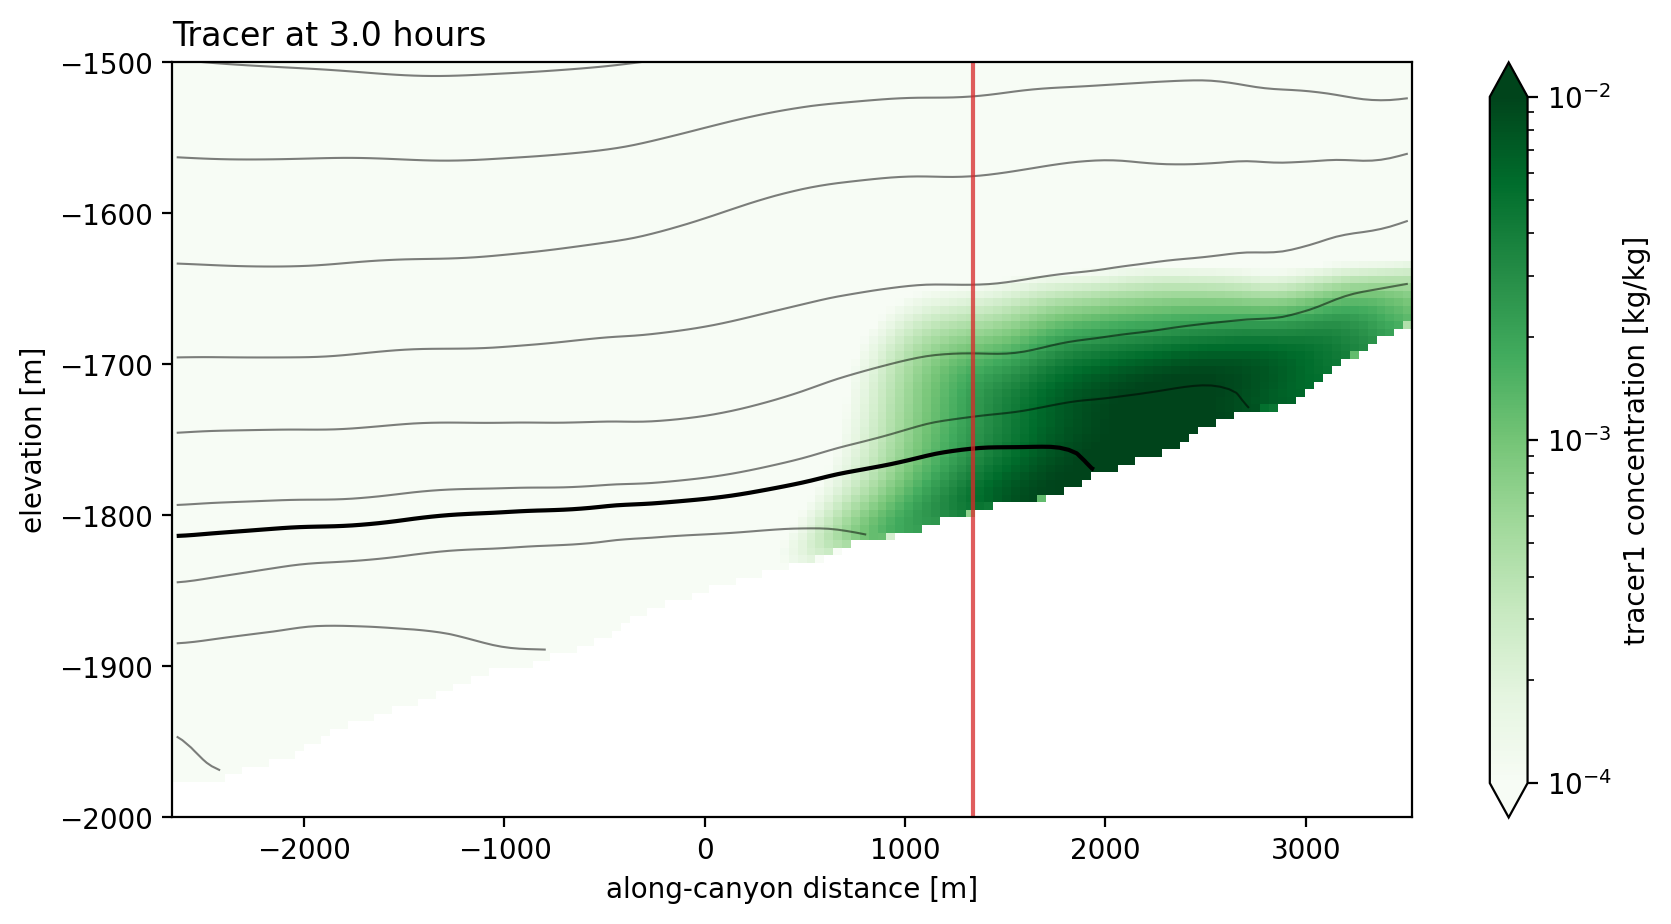 Tracer at 3.0 hours
−1500
−1600
−1700
−1800
−1900
−2000
elevation [m]
−2000 −1000 0 1000 2000 3000
along-canyon distance [m]
10⁻²
10⁻³
10⁻⁴
tracer1 concentration [kg/kg]